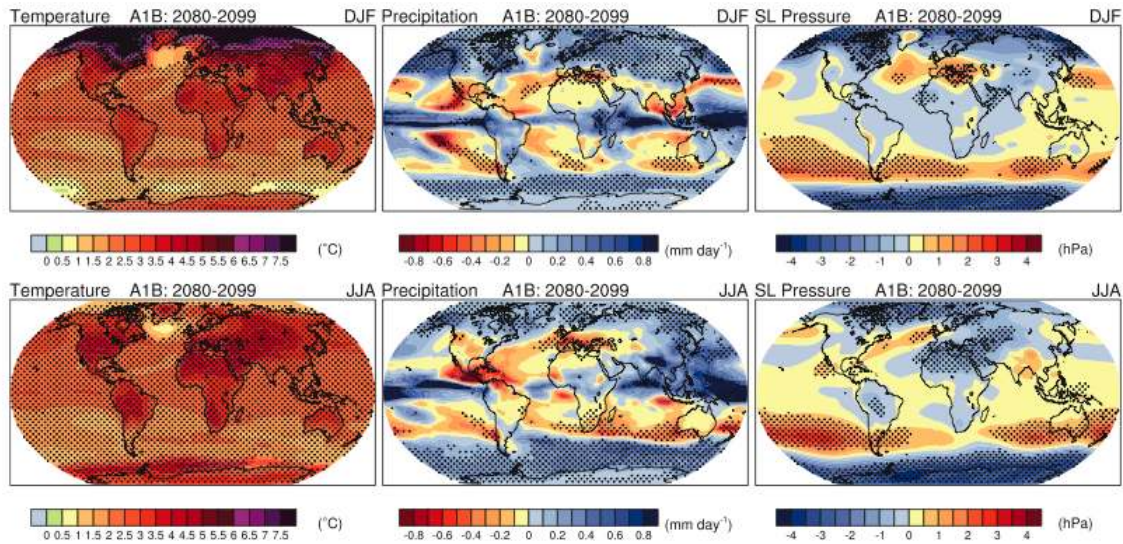 Temperature A1B: 2080-2099 DJF
Precipitation A1B: 2080-2099 DJF
SL Pressure A1B: 2080-2099 DJF
0 0.5 1 1.5 2 2.5 3 3.5 4 4.5 5 5.5 6 6.5 7 7.5 (°C)
-0.8 -0.6 -0.4 -0.2 0 0.2 0.4 0.6 0.8 (mm day⁻¹)
-4 -3 -2 -1 0 1 2 3 4 (hPa)
Temperature A1B: 2080-2099 JJA
Precipitation A1B: 2080-2099 JJA
SL Pressure A1B: 2080-2099 JJA
0 0.5 1 1.5 2 2.5 3 3.5 4 4.5 5 5.5 6 6.5 7 7.5 (°C)
-0.8 -0.6 -0.4 -0.2 0 0.2 0.4 0.6 0.8 (mm day⁻¹)
-4 -3 -2 -1 0 1 2 3 4 (hPa)